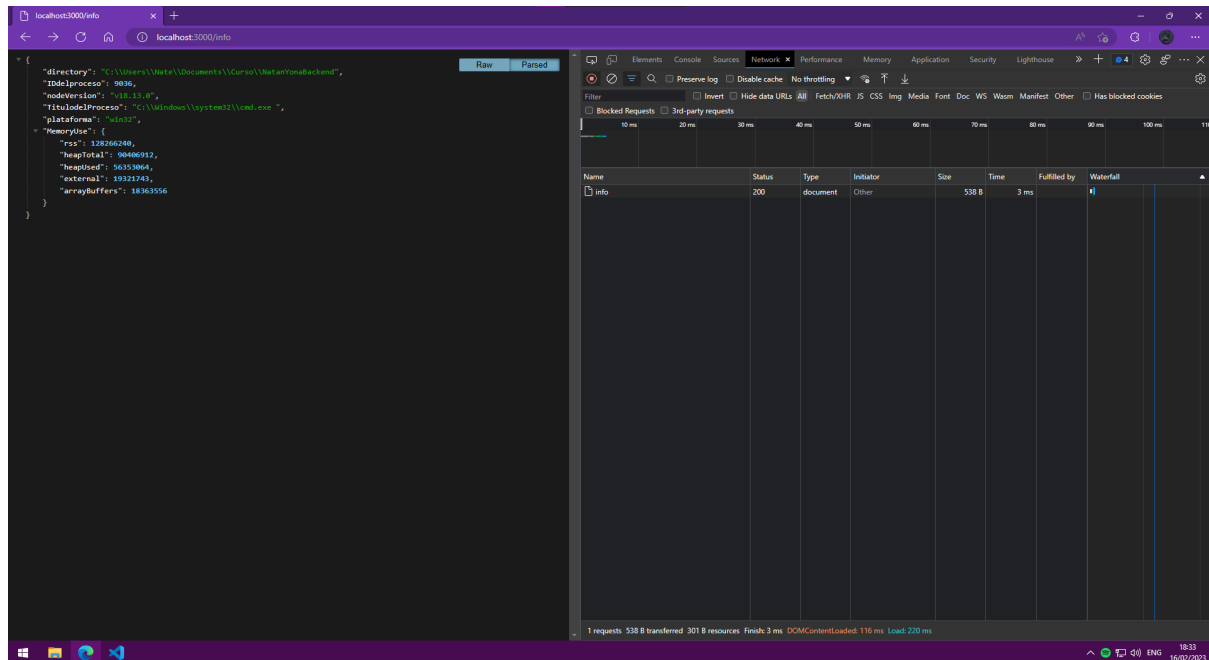 localhost:3000/info
localhost:3000/info
{
"directory": "C:\\Users\\Nate\\Documents\\Curso\\NatanYonaBackend",
"IDdelproceso": 9036,
"nodeVersion": "v18.13.0",
"TitulodelProceso": "C:\\Windows\\system32\\cmd.exe ",
"plataforma": "win32",
"MemoryUse": {
"rss": 128266240,
"heapTotal": 90406912,
"heapUsed": 56353064,
"external": 19321743,
"arrayBuffers": 18363556
}
}
Raw Parsed
Elements Console Sources Network Performance Memory Application Security Lighthouse 4
Preserve log Disable cache No throttling
Filter Invert Hide data URLs All Fetch/XHR JS CSS Img Media Font Doc WS Wasm Manifest Other Has blocked cookies
Blocked Requests 3rd-party requests
10 ms 20 ms 30 ms 40 ms 50 ms 60 ms 70 ms 80 ms 90 ms 100 ms 11
Name Status Type Initiator Size Time Fulfilled by Waterfall
info 200 document Other 538 B 3 ms
1 requests 538 B transferred 301 B resources Finish: 3 ms DOMContentLoaded: 116 ms Load: 220 ms
ENG 18:33
16/02/2023